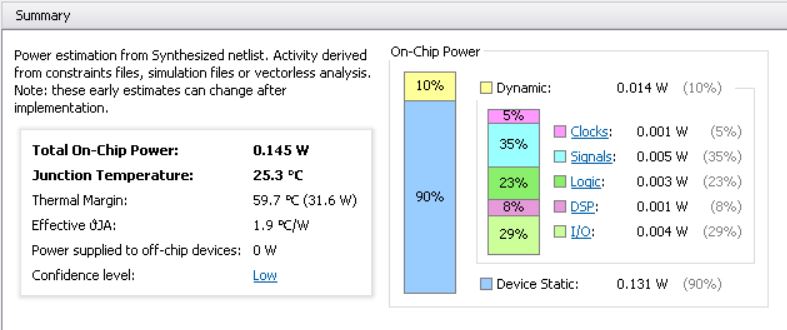 Summary
Power estimation from Synthesized netlist. Activity derived
from constraints files, simulation files or vectorless analysis.
Note: these early estimates can change after
implementation.
Total On-Chip Power: 0.145 W
Junction Temperature: 25.3 °C
Thermal Margin: 59.7 °C (31.6 W)
Effective ϑJA: 1.9 °C/W
Power supplied to off-chip devices: 0 W
Confidence level: Low
On-Chip Power
10%
90%
Dynamic: 0.014 W (10%)
5%
35%
23%
8%
29%
Clocks: 0.001 W (5%)
Signals: 0.005 W (35%)
Logic: 0.003 W (23%)
DSP: 0.001 W (8%)
I/O: 0.004 W (29%)
Device Static: 0.131 W (90%)